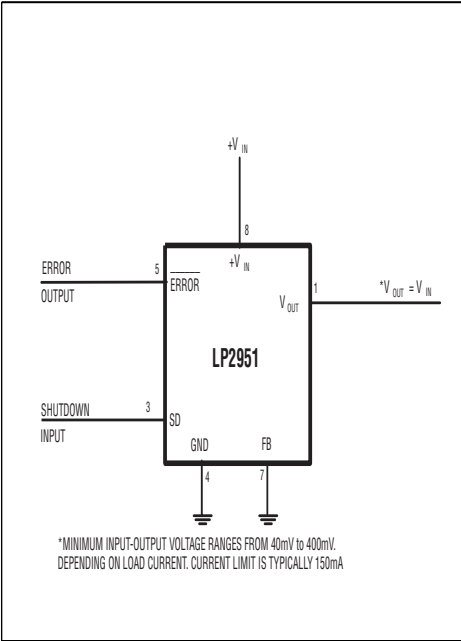 +V IN
8
+V IN
ERROR
5
ERROR
OUTPUT
1
*V OUT = V IN
V OUT
LP2951
SHUTDOWN
3
SD
INPUT
GND
FB
4
7
*MINIMUM INPUT-OUTPUT VOLTAGE RANGES FROM 40mV to 400mV.
DEPENDING ON LOAD CURRENT. CURRENT LIMIT IS TYPICALLY 150mA